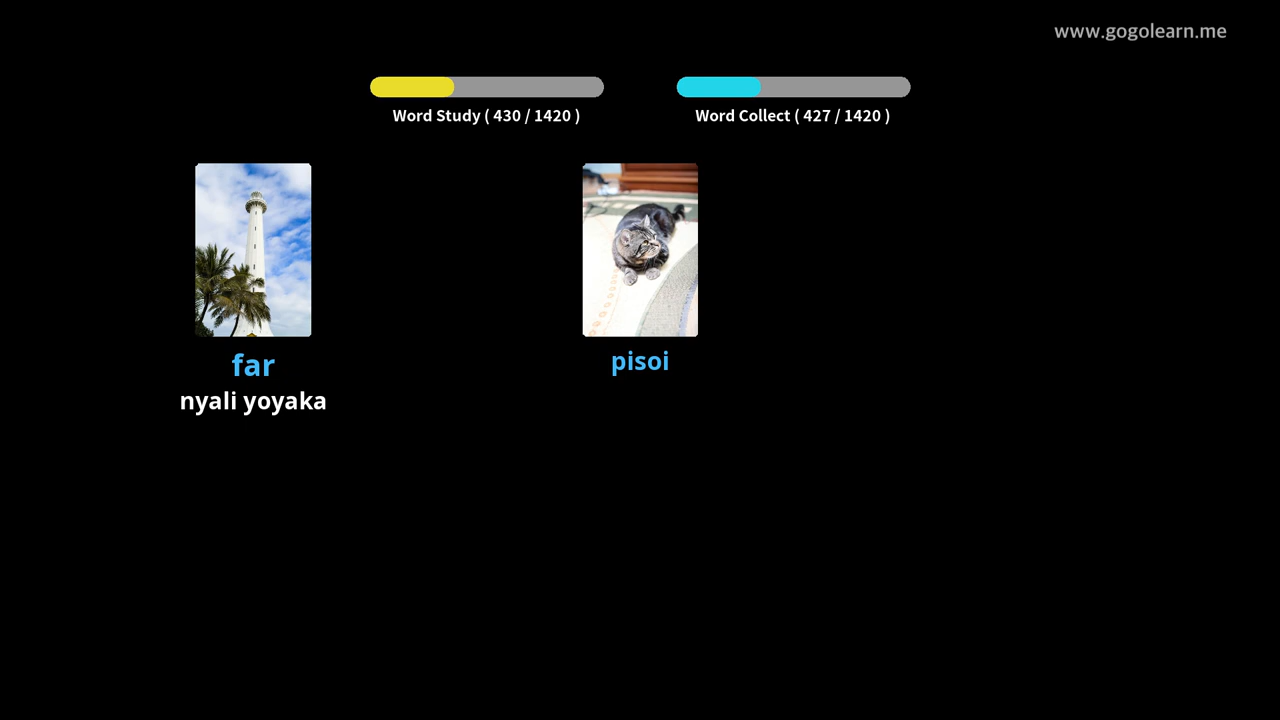 www.gogolearn.me
Word Study ( 430 / 1420 )
Word Collect ( 427 / 1420 )
far
nyali yoyaka
pisoi